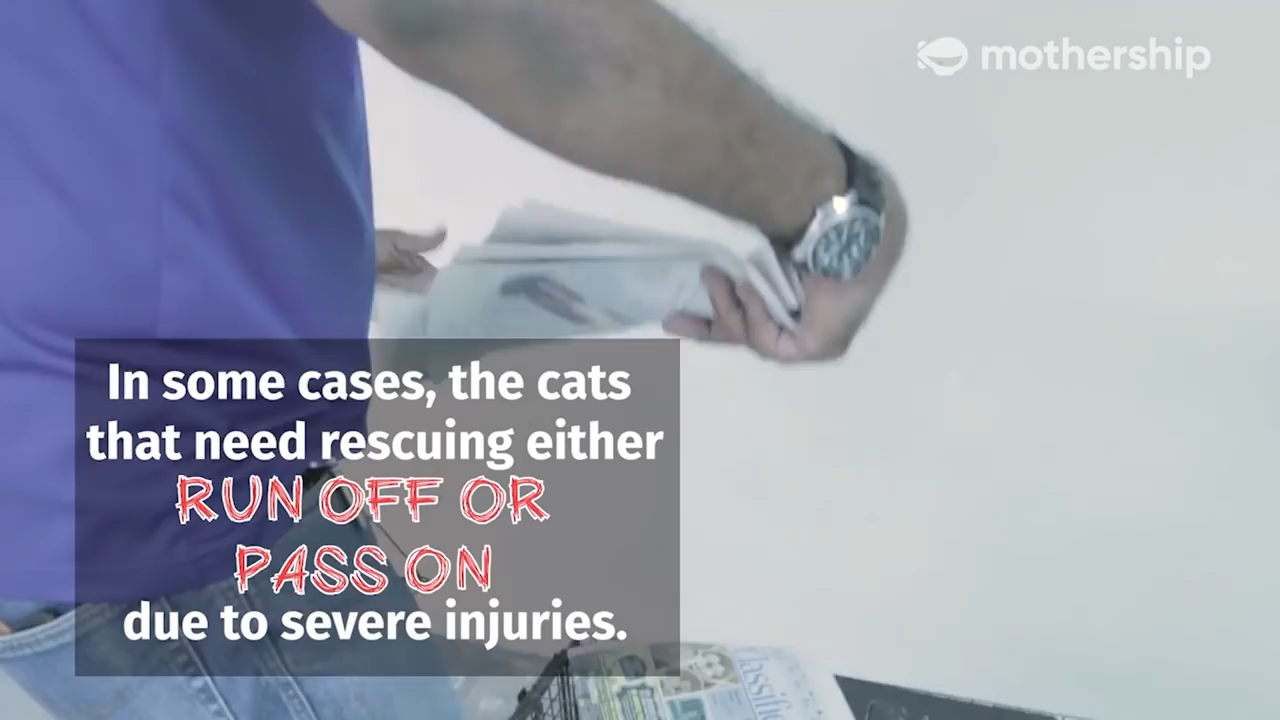 mothership
In some cases, the cats
that need rescuing either
RUN OFF OR
PASS ON
due to severe injuries.